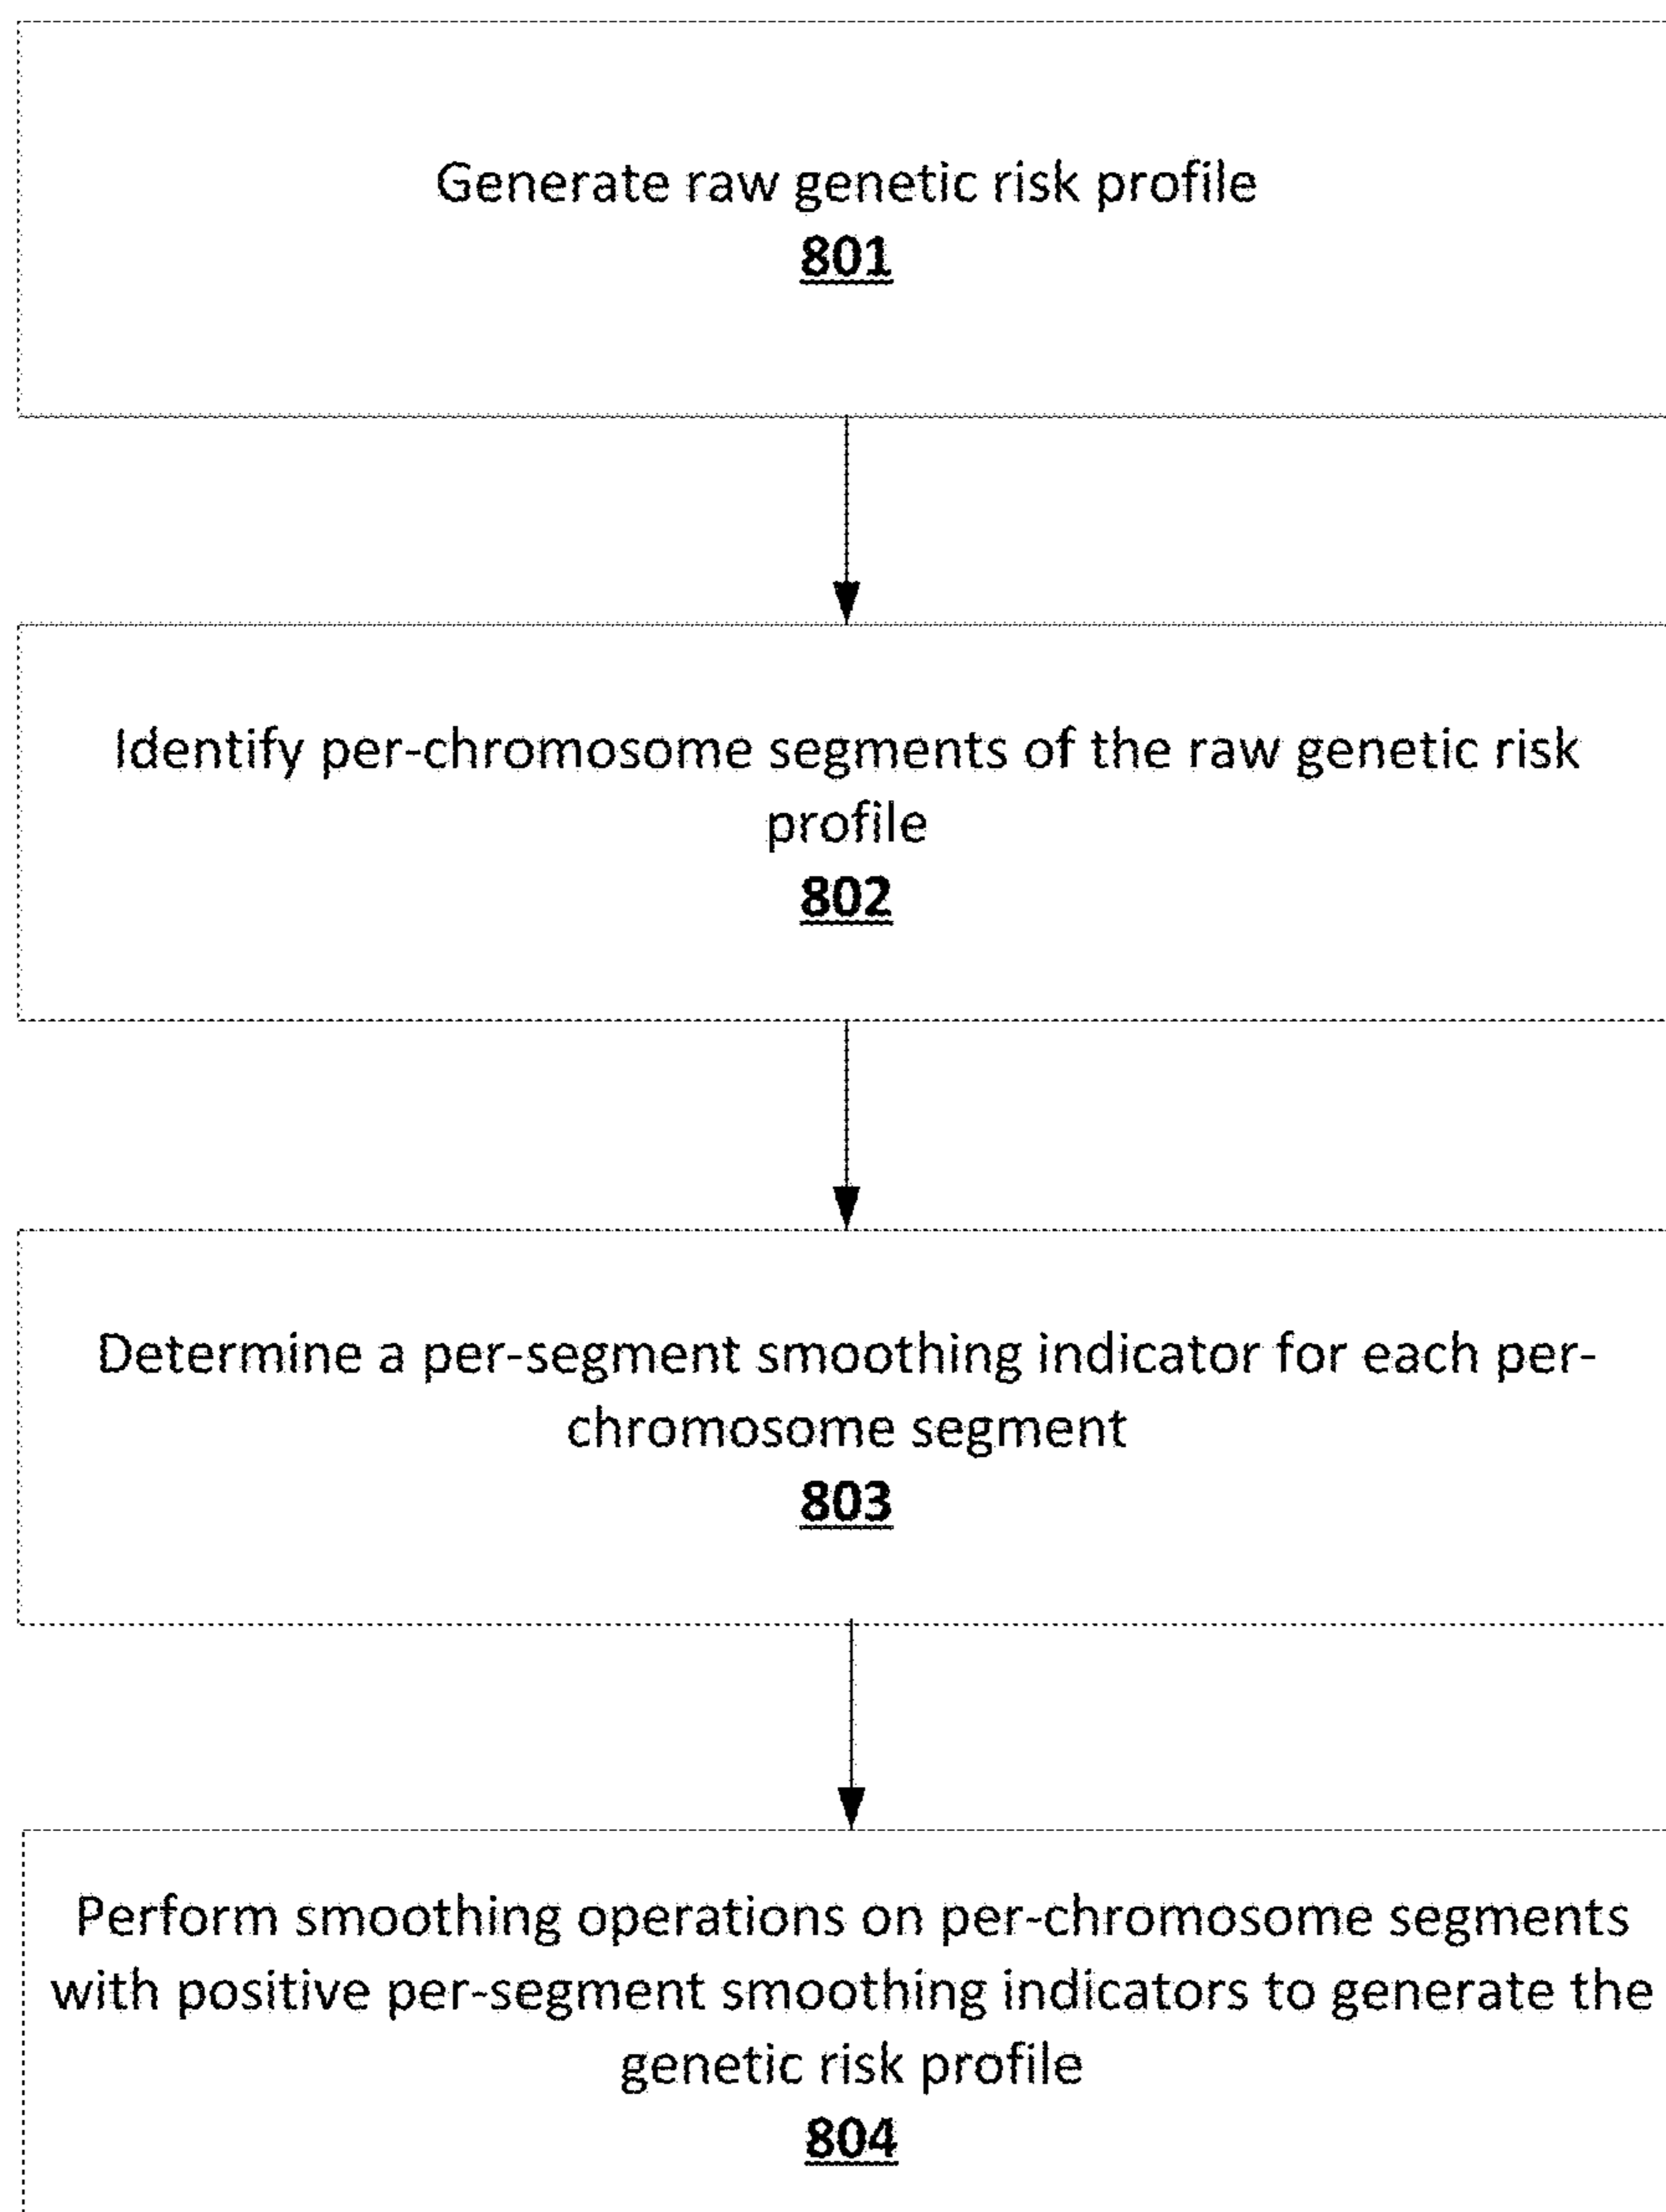 Generate raw genetic risk profile
801
Identify per-chromosome segments of the raw genetic risk
profile
802
Determine a per-segment smoothing indicator for each per-
chromosome segment
803
Perform smoothing operations on per-chromosome segments
with positive per-segment smoothing indicators to generate the
genetic risk profile
804